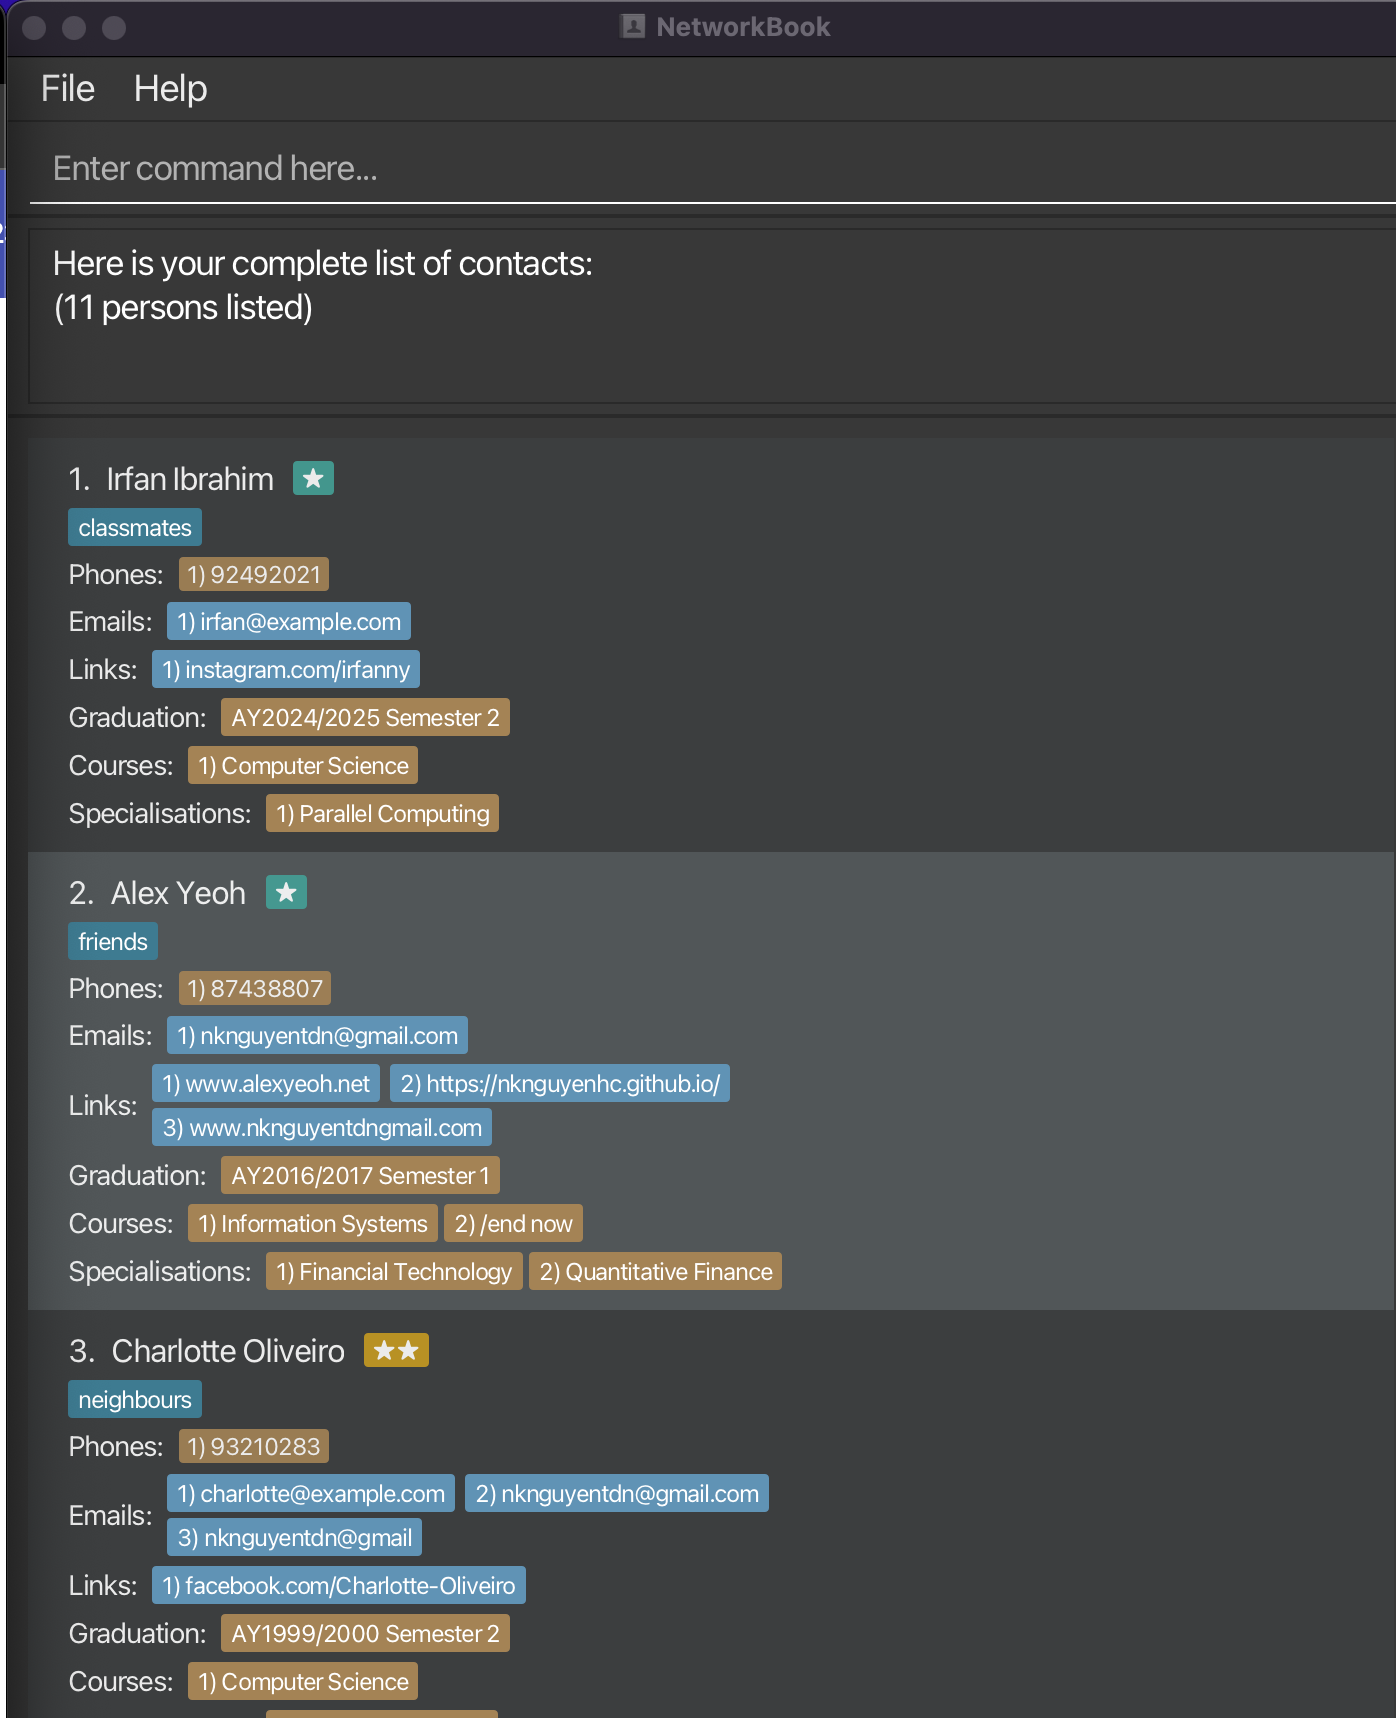 NetworkBook
File Help
Enter command here...
Here is your complete list of contacts:
(11 persons listed)
1. Irfan Ibrahim
classmates
Phones: 1) 92492021
Emails: 1) irfan@example.com
Links: 1) instagram.com/irfanny
Graduation: AY2024/2025 Semester 2
Courses: 1) Computer Science
Specialisations: 1) Parallel Computing
2. Alex Yeoh
friends
Phones: 1) 87438807
Emails: 1) nknguyentdn@gmail.com
Links: 1) www.alexyeoh.net 2) https://nknguyenhc.github.io/
3) www.nknguyentdngmail.com
Graduation: AY2016/2017 Semester 1
Courses: 1) Information Systems 2) /end now
Specialisations: 1) Financial Technology 2) Quantitative Finance
3. Charlotte Oliveiro
neighbours
Phones: 1) 93210283
Emails: 1) charlotte@example.com 2) nknguyentdn@gmail.com
3) nknguyentdn@gmail
Links: 1) facebook.com/Charlotte-Oliveiro
Graduation: AY1999/2000 Semester 2
Courses: 1) Computer Science